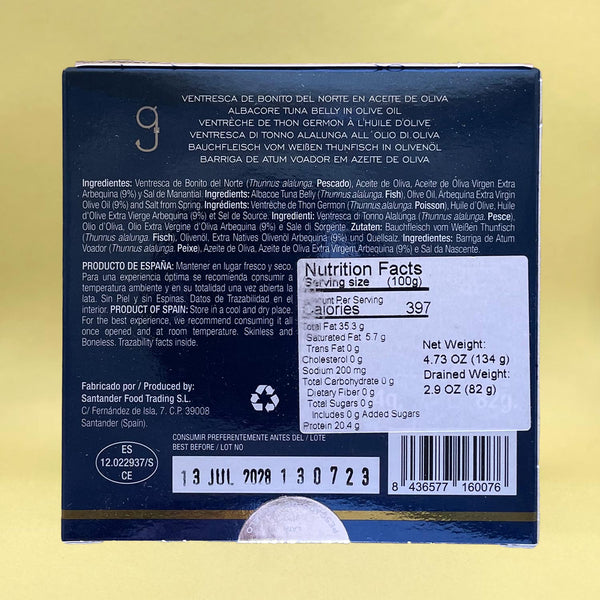 g
VENTRESCA DE BONITO DEL NORTE EN ACEITE DE OLIVA
ALBACORE TUNA BELLY IN OLIVE OIL
VENTRÈCHE DE THON GERMON À L'HUILE D'OLIVE
VENTRESCA DI TONNO ALALUNGA ALL´OLIO DI OLIVA
BAUCHFLEISCH VOM WEIßEN THUNFISCH IN OLIVENÖL
BARRIGA DE ATUM VOADOR EM AZEITE DE OLIVA
Ingredientes: Ventresca de Bonito del Norte (Thunnus alalunga. Pescado), Aceite de Oliva, Aceite de Oliva Virgen Extra
Arbequina (9%) y Sal de Manantial. Ingredients: Albacoe Tuna Belly (Thunnus alalunga. Fish), Olive Oil, Arbequina Extra Virgin
Olive Oil (9%) and Salt from Spring. Ingrédients: Ventrèche de Thon Germon (Thunnus alalunga. Poisson), Huile d'Olive, Huile
d'Olive Extra Vierge Arbequina (9%) et Sel de Source. Ingredienti: Ventresca di Tonno Alalunga (Thunnus alalunga. Pesce),
Olio d'Oliva, Olio d'Oliva Extra Vergine d'Oliva Arbequina (9%) e Sale di Sorgente. Zutaten: Bauchfleisch vom Weißen Thunfisch
(Thunnus alalunga. Fisch), Olivenöl, Extra Natives Olivenöl Arbequina (9%) und Quellsalz. Ingredientes: Barriga de Atum
Voador (Thunnus alalunga. Peixe), Azeite de Oliva, Azeite de Oliva Extra Virgem Arbequina (9%) e Sal da Nascente.
PRODUCTO DE ESPAÑA: Mantener en lugar fresco y seco.
Para una experiencia óptima se recomienda consumir a
temperatura ambiente y en su totalidad una vez abierta la
lata. Sin Piel y sin Espinas. Datos de Trazabilidad en el
interior. PRODUCT OF SPAIN: Store in a cool and dry place.
For the best experience, we recommend consuming it all
once opened and at room temperature. Skinless and
Boneless. Trazability facts inside.
Nutrition Facts
Serving size (100g)
Amount Per Serving
Calories 397
Total Fat 35.3 g
Saturated Fat 5.7 g
Trans Fat 0 g
Cholesterol 0 g
Sodium 200 mg
Total Carbohydrate 0 g
Dietary Fiber 0 g
Total Sugars 0 g
Includes 0 g Added Sugars
Protein 20.4 g
Net Weight:
4.73 OZ (134 g)
Drained Weight:
2.9 OZ (82 g)
Fabricado por / Produced by:
Santander Food Trading S.L.
C/ Fernández de Isla, 7. C.P. 39008
Santander (Spain).
ES
12.022937/S
CE
CONSUMIR PREFERENTEMENTE ANTES DEL / LOTE
BEST BEFORE / LOT NO
13 JUL 2028 130723
8 436577 160076